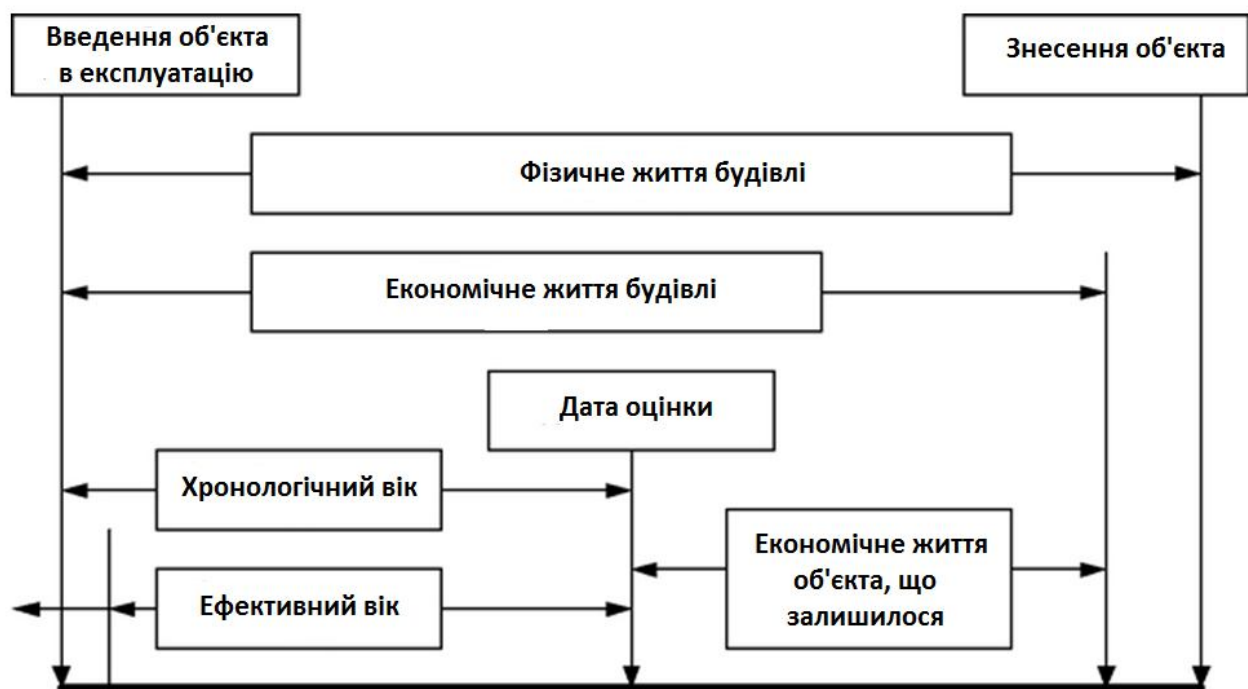 Введення об'єкта
в експлуатацію
Знесення об'єкта
Фізичне життя будівлі
Економічне життя будівлі
Дата оцінки
Хронологічний вік
Економічне життя
об'єкта, що
залишилося
Ефективний вік